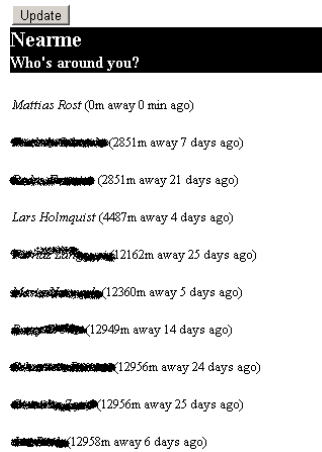 Update
Nearme
Who's around you?
Mattias Rost (0m away 0 min ago)
(2851m away 7 days ago)
(2851m away 21 days ago)
Lars Holmquist (4487m away 4 days ago)
(12162m away 25 days ago)
(12360m away 5 days ago)
(12949m away 14 days ago)
(12956m away 24 days ago)
(12956m away 25 days ago)
(12958m away 6 days ago)